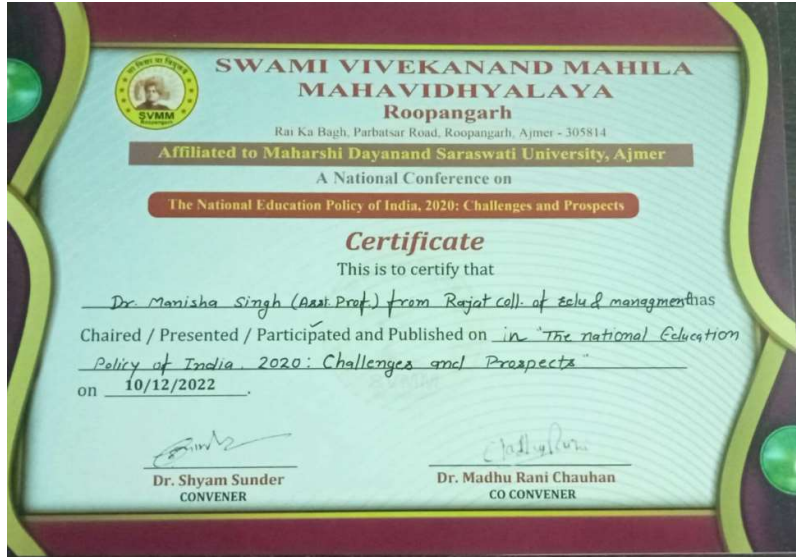 SWAMI VIVEKANAND MAHILA
MAHAVIDHYALAYA
Roopangarh
Rai Ka Bagh, Parbatsar Road, Roopangarh, Ajmer - 305814
Affiliated to Maharshi Dayanand Saraswati University, Ajmer
A National Conference on
The National Education Policy of India, 2020: Challenges and Prospects
Certificate
This is to certify that
Dr. Manisha Singh (Asst. Prof.) from Rajat coll. of Edu & managment has
Chaired / Presented / Participated and Published on in "The national Education
Policy of India. 2020: Challenges and Prospects"
on 10/12/2022.
Dr. Shyam Sunder
CONVENER
Dr. Madhu Rani Chauhan
CO CONVENER
SVMM
Roopangarh